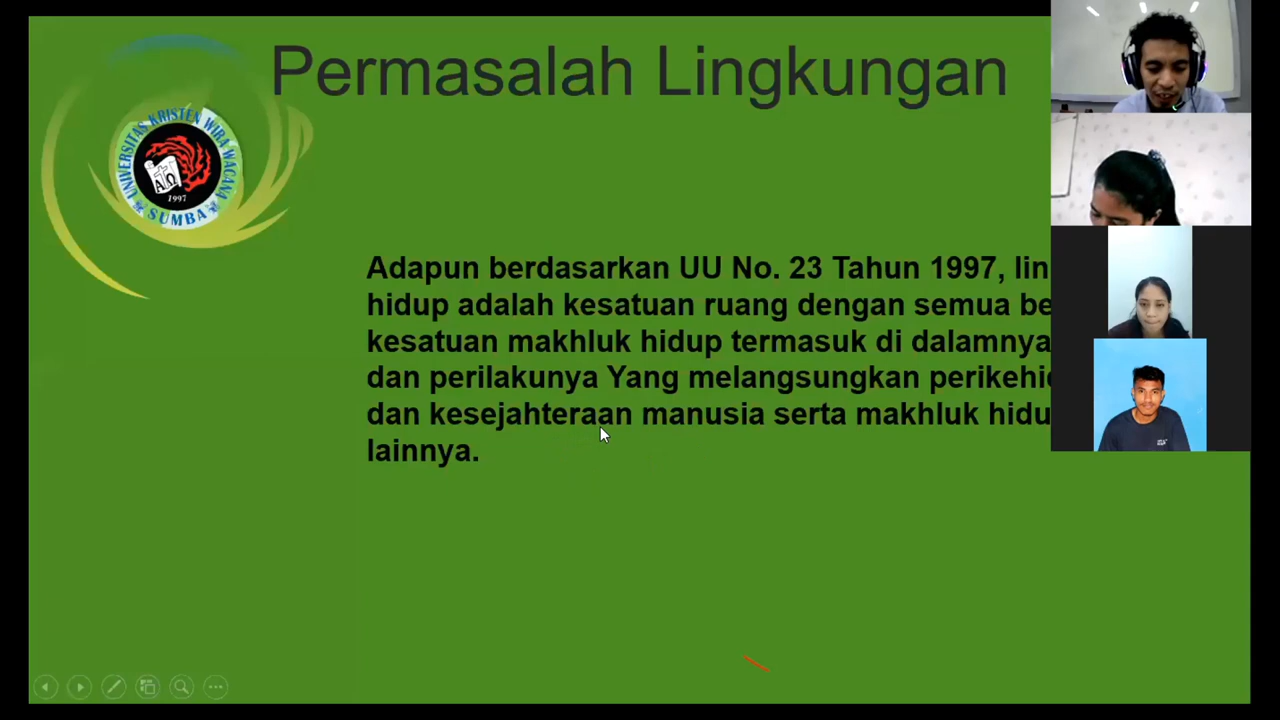 Permasalah Lingkungan
UNIVERSITAS KRISTEN WIRA WACANA
ΑΩ
1997
SUMBA
Adapun berdasarkan UU No. 23 Tahun 1997, lin
hidup adalah kesatuan ruang dengan semua be
kesatuan makhluk hidup termasuk di dalamnya
dan perilakunya Yang melangsungkan perikehi
dan kesejahteraan manusia serta makhluk hidu
lainnya.